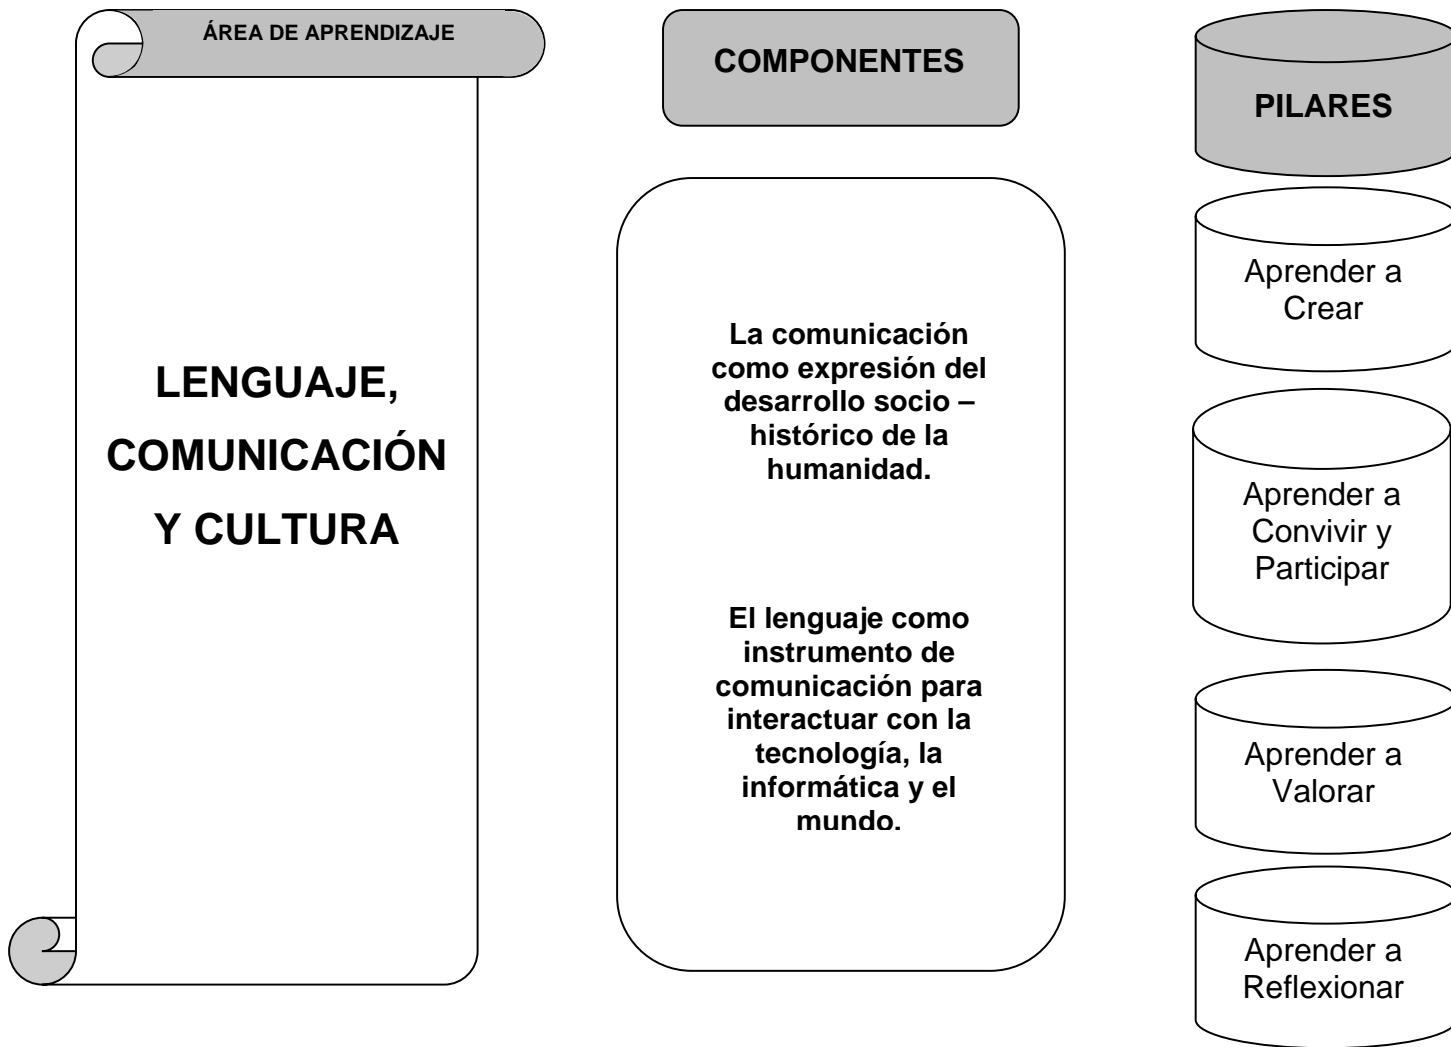 ÁREA DE APRENDIZAJE
LENGUAJE,
COMUNICACIÓN
Y CULTURA
COMPONENTES
La comunicación
como expresión del
desarrollo socio –
histórico de la
humanidad.
El lenguaje como
instrumento de
comunicación para
interactuar con la
tecnología, la
informática y el
mundo.
PILARES
Aprender a
Crear
Aprender a
Convivir y
Participar
Aprender a
Valorar
Aprender a
Reflexionar